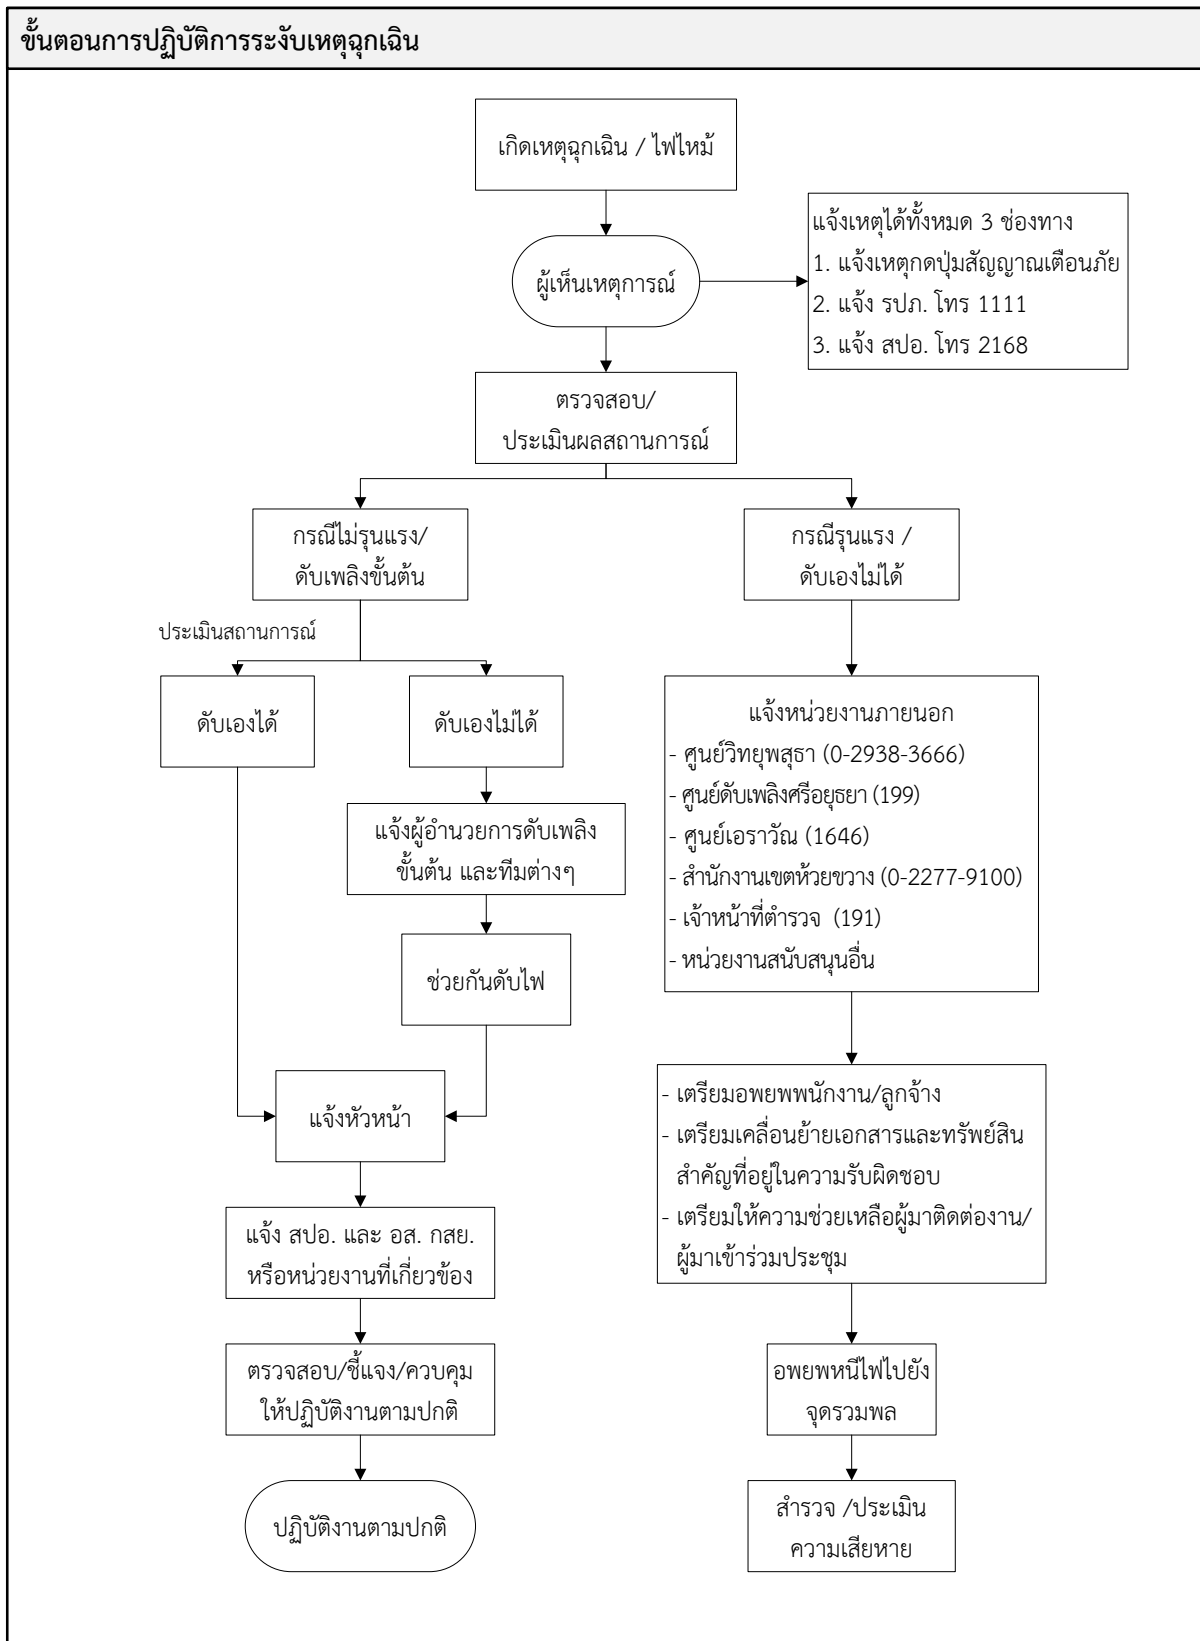 ขั้นตอนการปฏิบัติการระงับเหตุฉุกเฉิน
เกิดเหตุฉุกเฉิน / ไฟไหม้
ผู้เห็นเหตุการณ์
แจ้งเหตุได้ทั้งหมด 3 ช่องทาง
1. แจ้งเหตุกดปุ่มสัญญาณเตือนภัย
2. แจ้ง รปภ. โทร 1111
3. แจ้ง สปอ. โทร 2168
ตรวจสอบ/
ประเมินผลสถานการณ์
กรณีไม่รุนแรง/
ดับเพลิงขั้นต้น
กรณีรุนแรง /
ดับเองไม่ได้
ประเมินสถานการณ์
ดับเองได้
ดับเองไม่ได้
แจ้งผู้อำนวยการดับเพลิง
ขั้นต้น และทีมต่างๆ
ช่วยกันดับไฟ
แจ้งหัวหน้า
แจ้ง สปอ. และ อส. กสย.
หรือหน่วยงานที่เกี่ยวข้อง
ตรวจสอบ/ชี้แจง/ควบคุม
ให้ปฏิบัติงานตามปกติ
ปฏิบัติงานตามปกติ
แจ้งหน่วยงานภายนอก
- ศูนย์วิทยุพสุธา (0-2938-3666)
- ศูนย์ดับเพลิงศรีอยุธยา (199)
- ศูนย์เอราวัณ (1646)
- สำนักงานเขตห้วยขวาง (0-2277-9100)
- เจ้าหน้าที่ตำรวจ (191)
- หน่วยงานสนับสนุนอื่น
- เตรียมอพยพพนักงาน/ลูกจ้าง
- เตรียมเคลื่อนย้ายเอกสารและทรัพย์สิน
สำคัญที่อยู่ในความรับผิดชอบ
- เตรียมให้ความช่วยเหลือผู้มาติดต่องาน/
ผู้มาเข้าร่วมประชุม
อพยพหนีไฟไปยัง
จุดรวมพล
สำรวจ /ประเมิน
ความเสียหาย